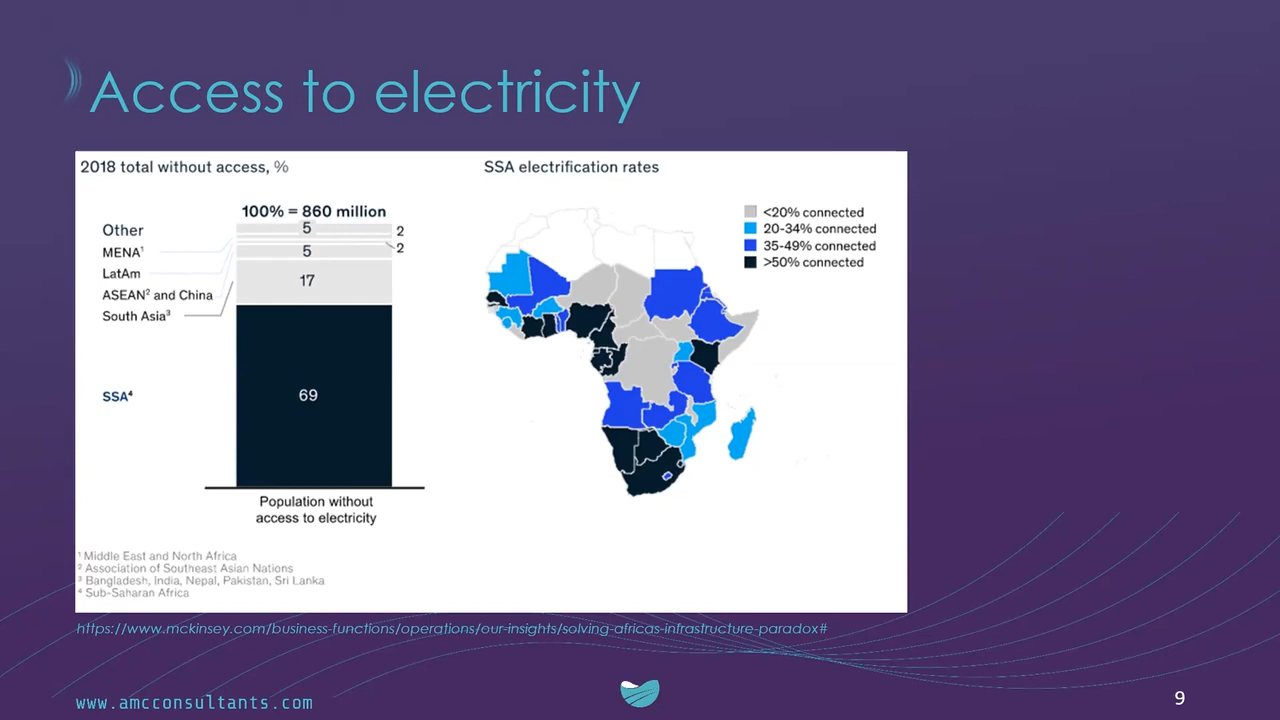 Access to electricity
2018 total without access, %
100% = 860 million
Other
5
2
MENA¹
2
LatAm
5
ASEAN² and China
17
South Asia³
SSA⁴
69
Population without
access to electricity
¹ Middle East and North Africa
² Association of Southeast Asian Nations
³ Bangladesh, India, Nepal, Pakistan, Sri Lanka
⁴ Sub-Saharan Africa
SSA electrification rates
<20% connected
20-34% connected
35-49% connected
>50% connected
https://www.mckinsey.com/business-functions/operations/our-insights/solving-africas-infrastructure-paradox#
www.amcconsultants.com
9